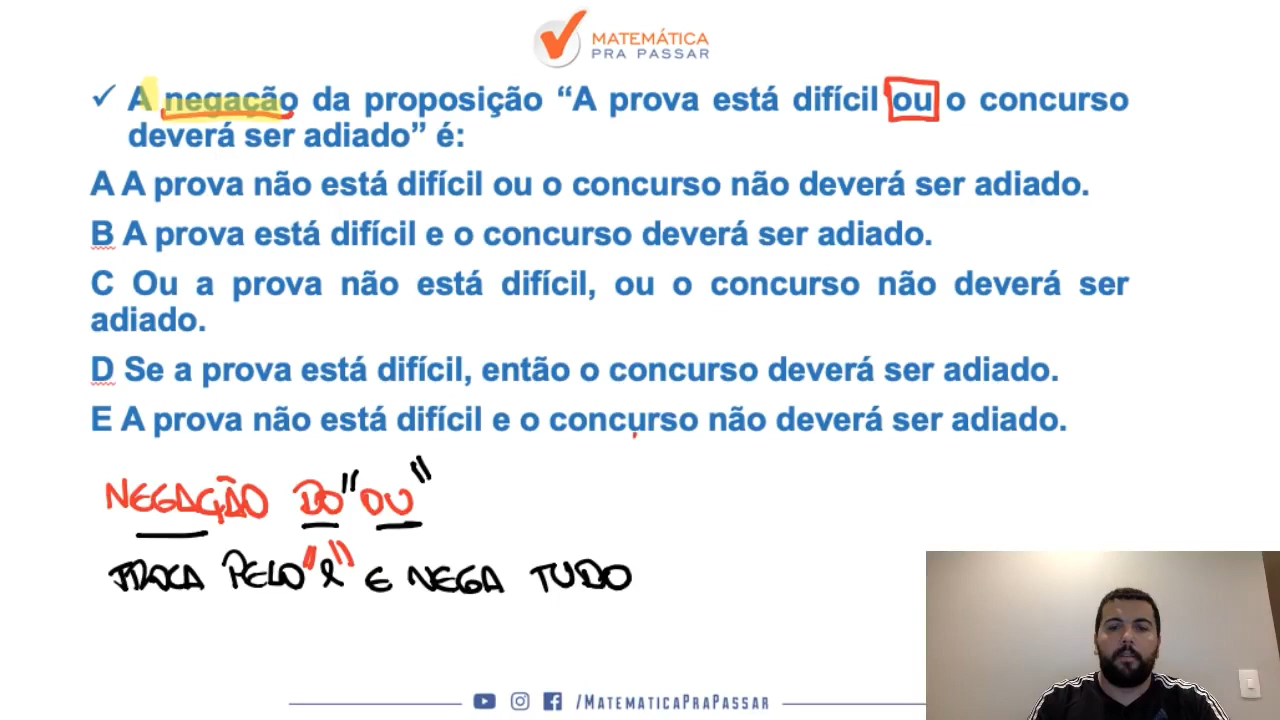 MATEMÁTICA
PRA PASSAR
✓ A negação da proposição “A prova está difícil ou o concurso
deverá ser adiado” é:
A A prova não está difícil ou o concurso não deverá ser adiado.
B A prova está difícil e o concurso deverá ser adiado.
C Ou a prova não está difícil, ou o concurso não deverá ser
adiado.
D Se a prova está difícil, então o concurso deverá ser adiado.
E A prova não está difícil e o concurso não deverá ser adiado.
NEGAÇÃO DO "OU"
TROCA PELO "e" E NEGA TUDO
/MATEMATICAPRAPASSAR